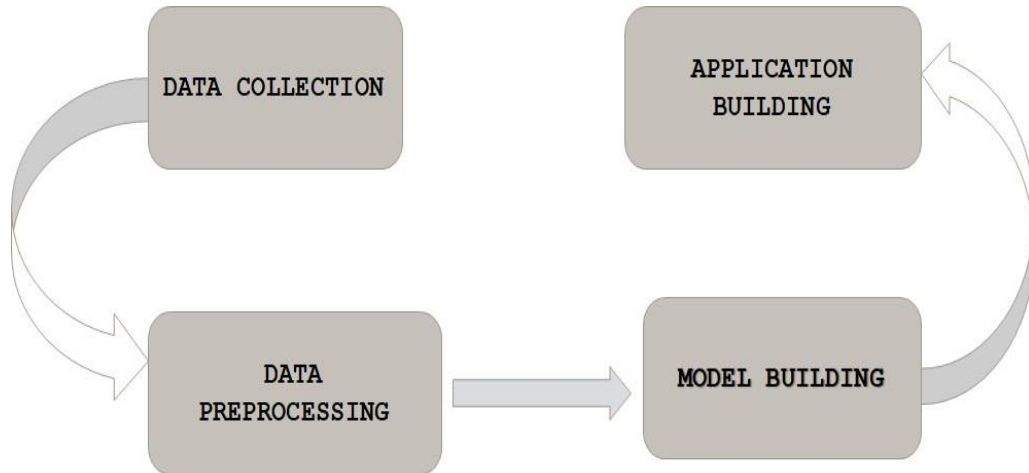 DATA COLLECTION
DATA
PREPROCESSING
MODEL BUILDING
APPLICATION
BUILDING